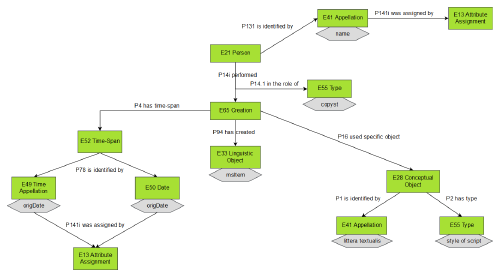 E41 Appellation
P141i was assigned by
E13 Attribute
Assignment
P131 is identified by
name
E21 Person
P14i performed
P14.1 in the role of
E55 Type
copyst
P4 has time-span
E65 Creation
P94 has created
P16 used specific object
E52 Time-Span
E33 Linguistic
Object
msItem
P78 is identified by
E28 Conceptual
Object
E49 Time
Appellation
E50 Date
origDate
origDate
P1 is identified by
P2 has type
P141i was assigned by
E41 Appellation
E55 Type
littera textualis
style of script
E13 Attribute
Assignment